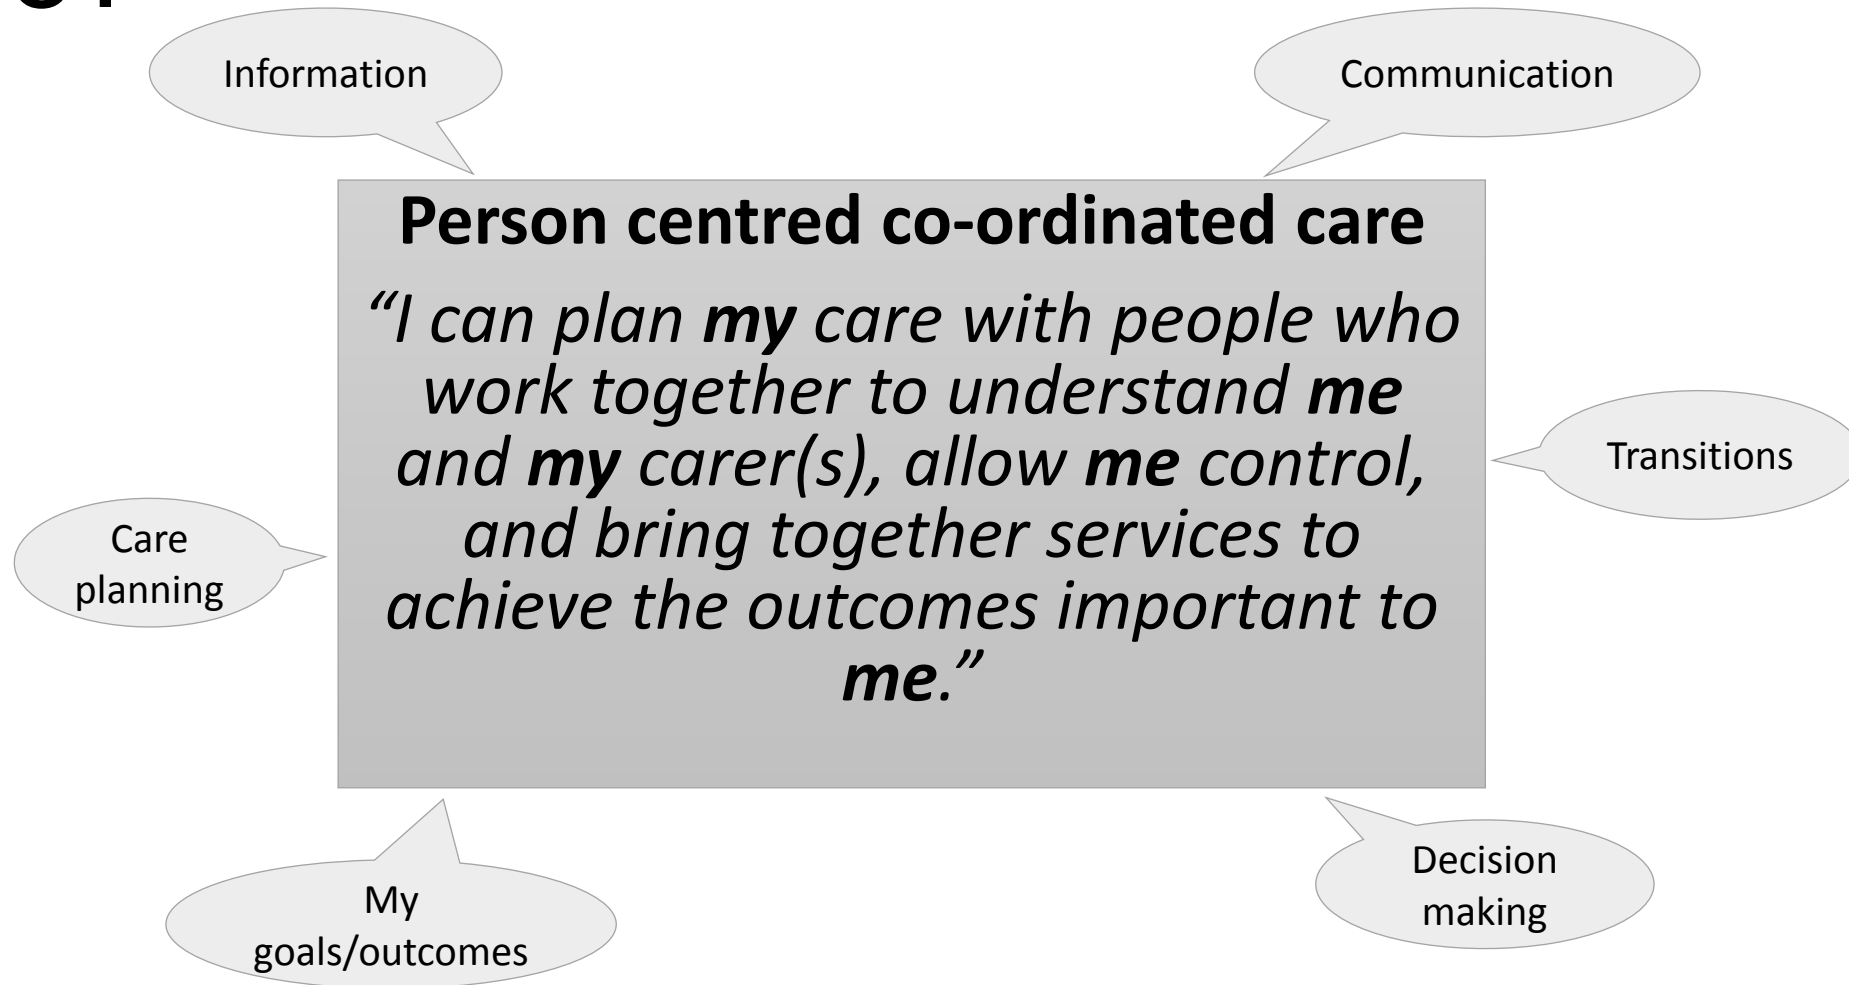 Information
Communication
Person centred co-ordinated care
“I can plan my care with people who
work together to understand me
and my carer(s), allow me control,
and bring together services to
achieve the outcomes important to
me.”
Transitions
Care
planning
My
goals/outcomes
Decision
making